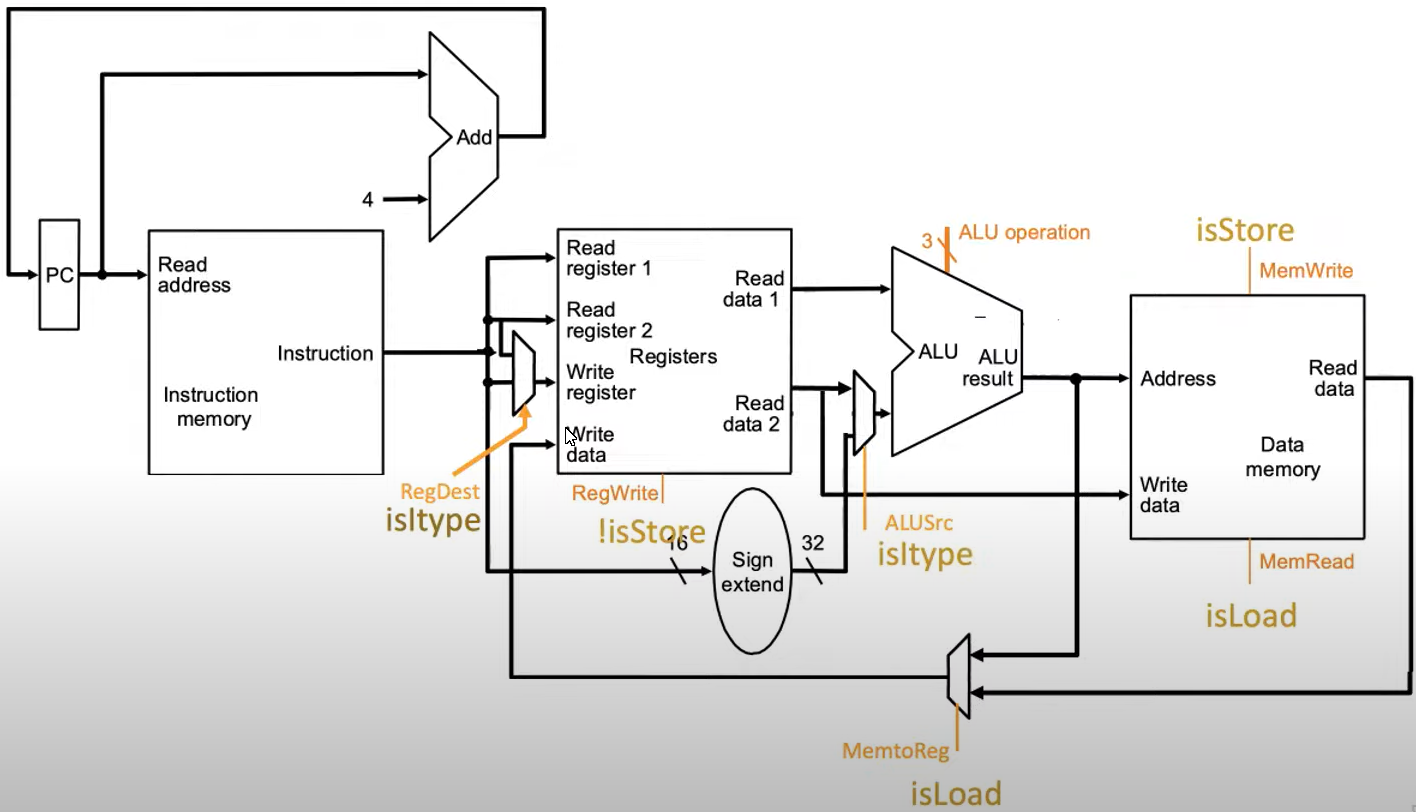 Add
4
PC
Read
address
Instruction
Instruction
memory
Read
register 1
Read
register 2
Write
register
Write
data
Registers
Read
data 1
Read
data 2
RegDest
isItype
RegWrite
!isStore
16
Sign
extend
32
3
ALU operation
ALU
ALU
result
ALUSrc
isItype
isStore
MemWrite
Address
Read
data
Data
memory
Write
data
MemRead
isLoad
MemtoReg
isLoad